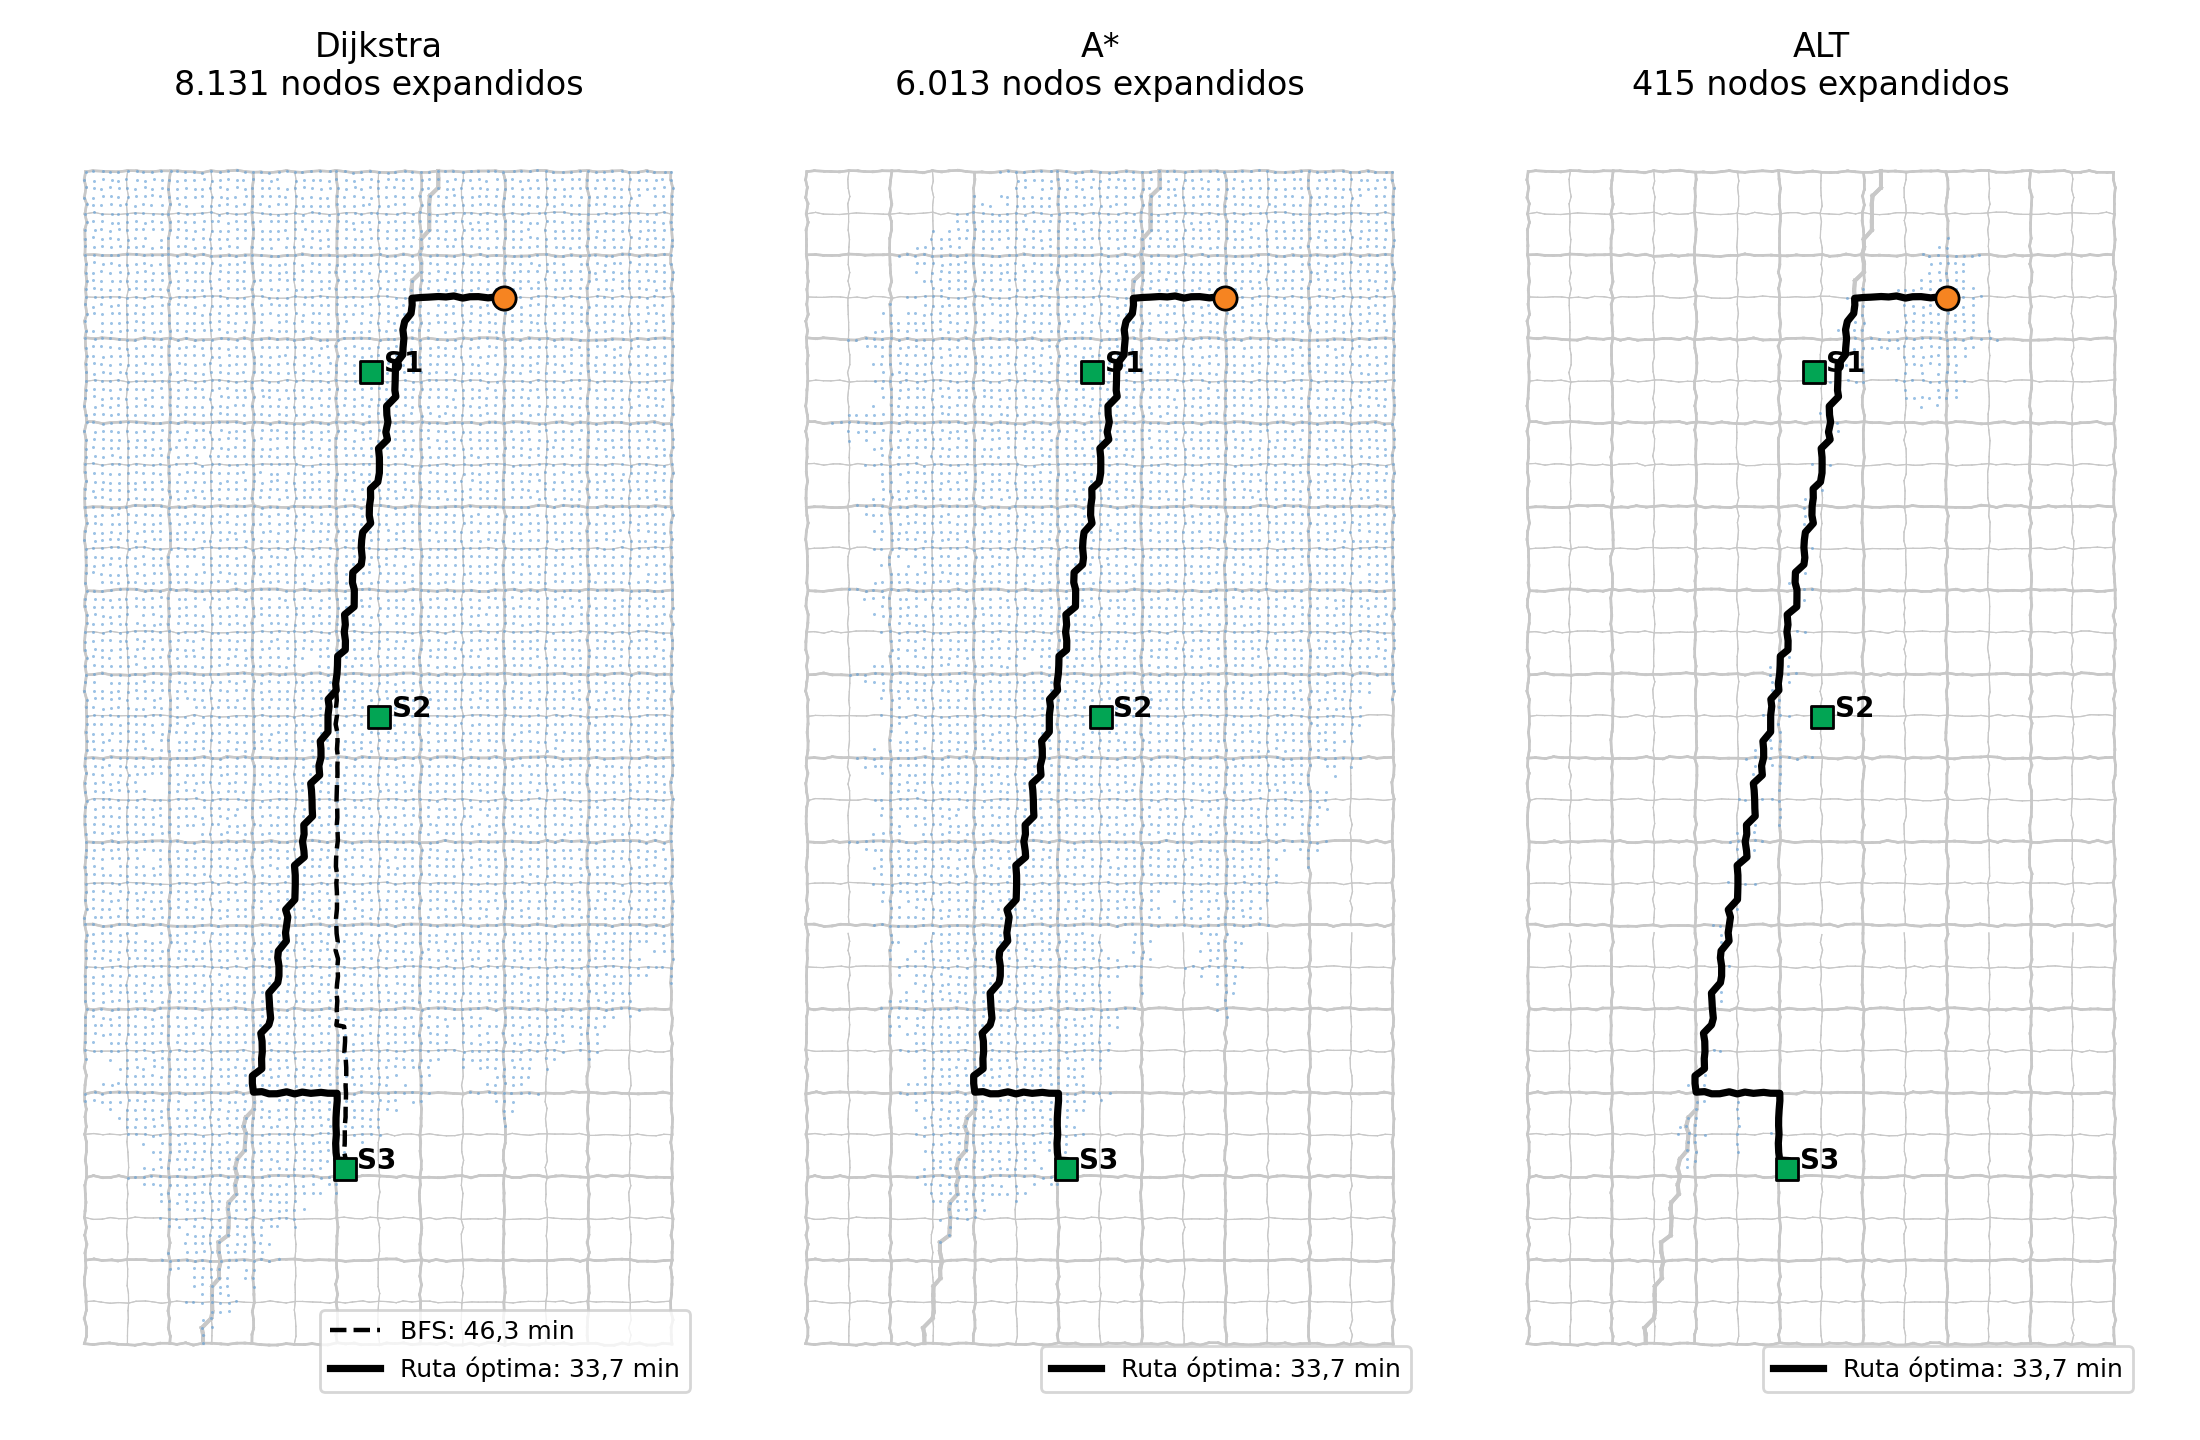 Dijkstra
8.131 nodos expandidos
S1
S2
S3
BFS: 46,3 min
Ruta óptima: 33,7 min
A*
6.013 nodos expandidos
S1
S2
S3
Ruta óptima: 33,7 min
ALT
415 nodos expandidos
S1
S2
S3
Ruta óptima: 33,7 min